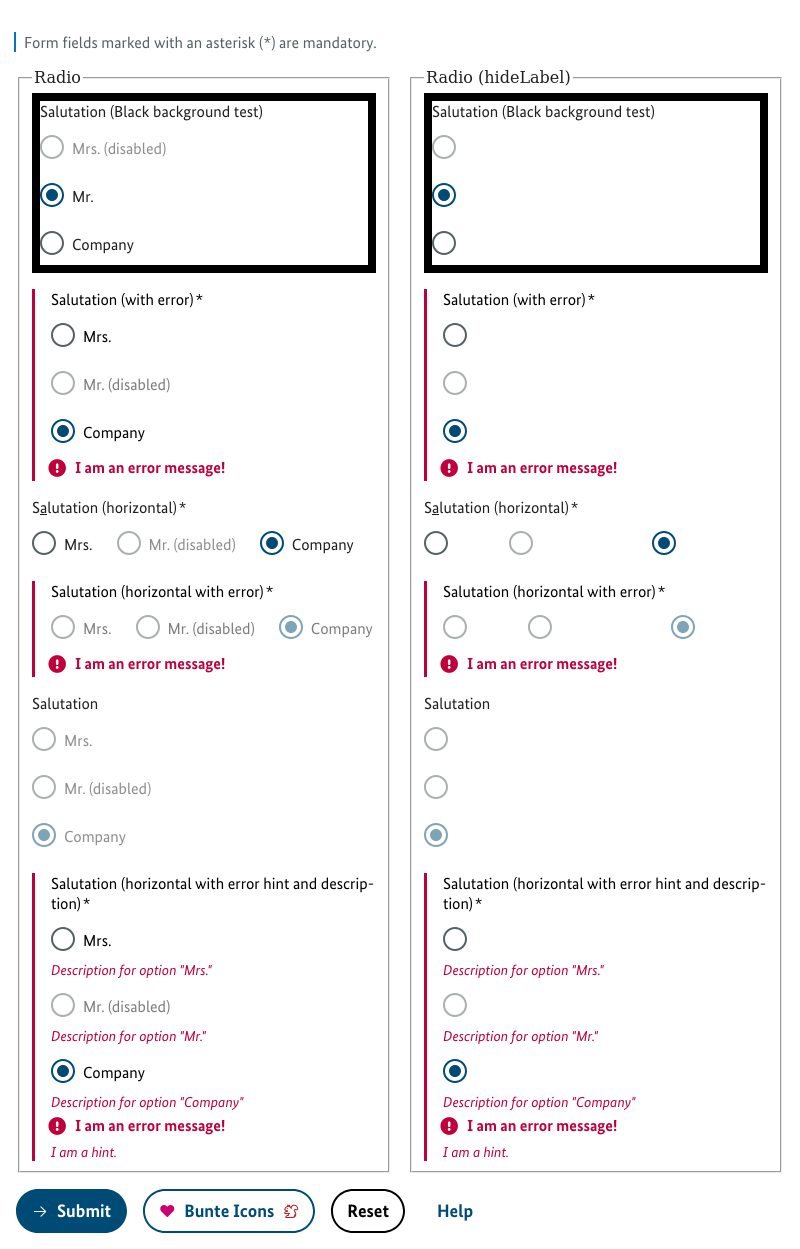 Form fields marked with an asterisk (*) are mandatory.
Radio
Salutation (Black background test)
Mrs. (disabled)
Mr.
Company
Salutation (with error)*
Mrs.
Mr. (disabled)
Company
I am an error message!
Salutation (horizontal)*
Mrs. Mr. (disabled) Company
Salutation (horizontal with error)*
Mrs. Mr. (disabled) Company
I am an error message!
Salutation
Mrs.
Mr. (disabled)
Company
Salutation (horizontal with error hint and descrip-
tion)*
Mrs.
Description for option "Mrs."
Mr. (disabled)
Description for option "Mr."
Company
Description for option "Company"
I am an error message!
I am a hint.
Radio (hideLabel)
Salutation (Black background test)
Salutation (with error)*
I am an error message!
Salutation (horizontal)*
Salutation (horizontal with error)*
I am an error message!
Salutation
Salutation (horizontal with error hint and descrip-
tion)*
Description for option "Mrs."
Description for option "Mr."
Description for option "Company"
I am an error message!
I am a hint.
Submit Bunte Icons Reset Help